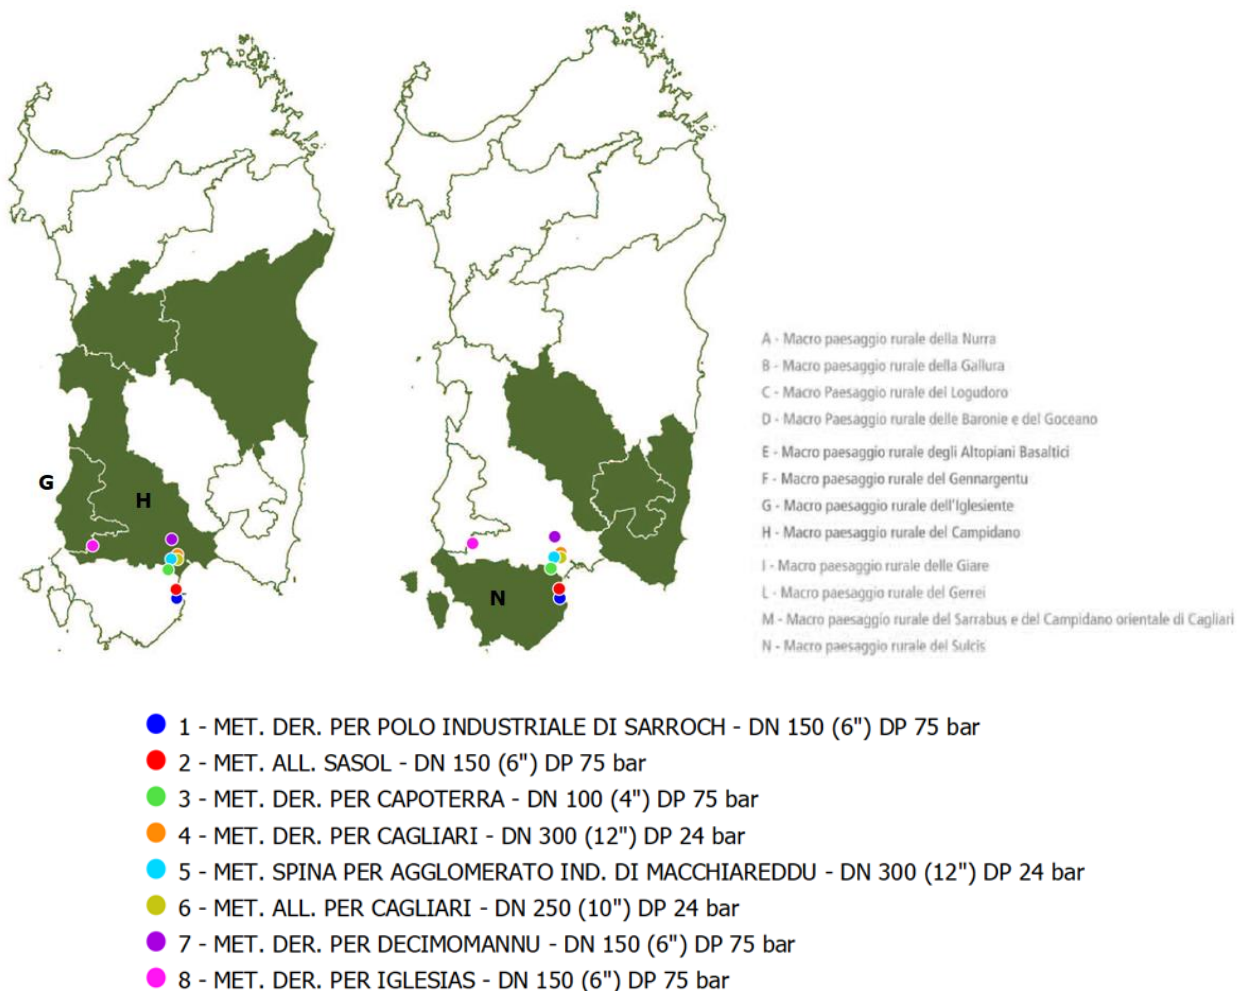 G
H
N
A - Macro paesaggio rurale della Nurra
B - Macro paesaggio rurale della Gallura
C - Macro Paesaggio rurale del Logudoro
D - Macro Paesaggio rurale delle Baronie e del Goceano
E - Macro paesaggio rurale degli Altopiani Basaltici
F - Macro paesaggio rurale del Gennargentu
G - Macro paesaggio rurale dell'Iglesiente
H - Macro paesaggio rurale del Campidano
I - Macro paesaggio rurale delle Giare
L - Macro paesaggio rurale del Gerrei
M - Macro paesaggio rurale del Sarrabus e del Campidano orientale di Cagliari
N - Macro paesaggio rurale del Sulcis
1 - MET. DER. PER POLO INDUSTRIALE DI SARROCH - DN 150 (6") DP 75 bar
2 - MET. ALL. SASOL - DN 150 (6") DP 75 bar
3 - MET. DER. PER CAPOTERRA - DN 100 (4") DP 75 bar
4 - MET. DER. PER CAGLIARI - DN 300 (12") DP 24 bar
5 - MET. SPINA PER AGGLOMERATO IND. DI MACCHIAREDDU - DN 300 (12") DP 24 bar
6 - MET. ALL. PER CAGLIARI - DN 250 (10") DP 24 bar
7 - MET. DER. PER DECIMOMANNU - DN 150 (6") DP 75 bar
8 - MET. DER. PER IGLESIAS - DN 150 (6") DP 75 bar